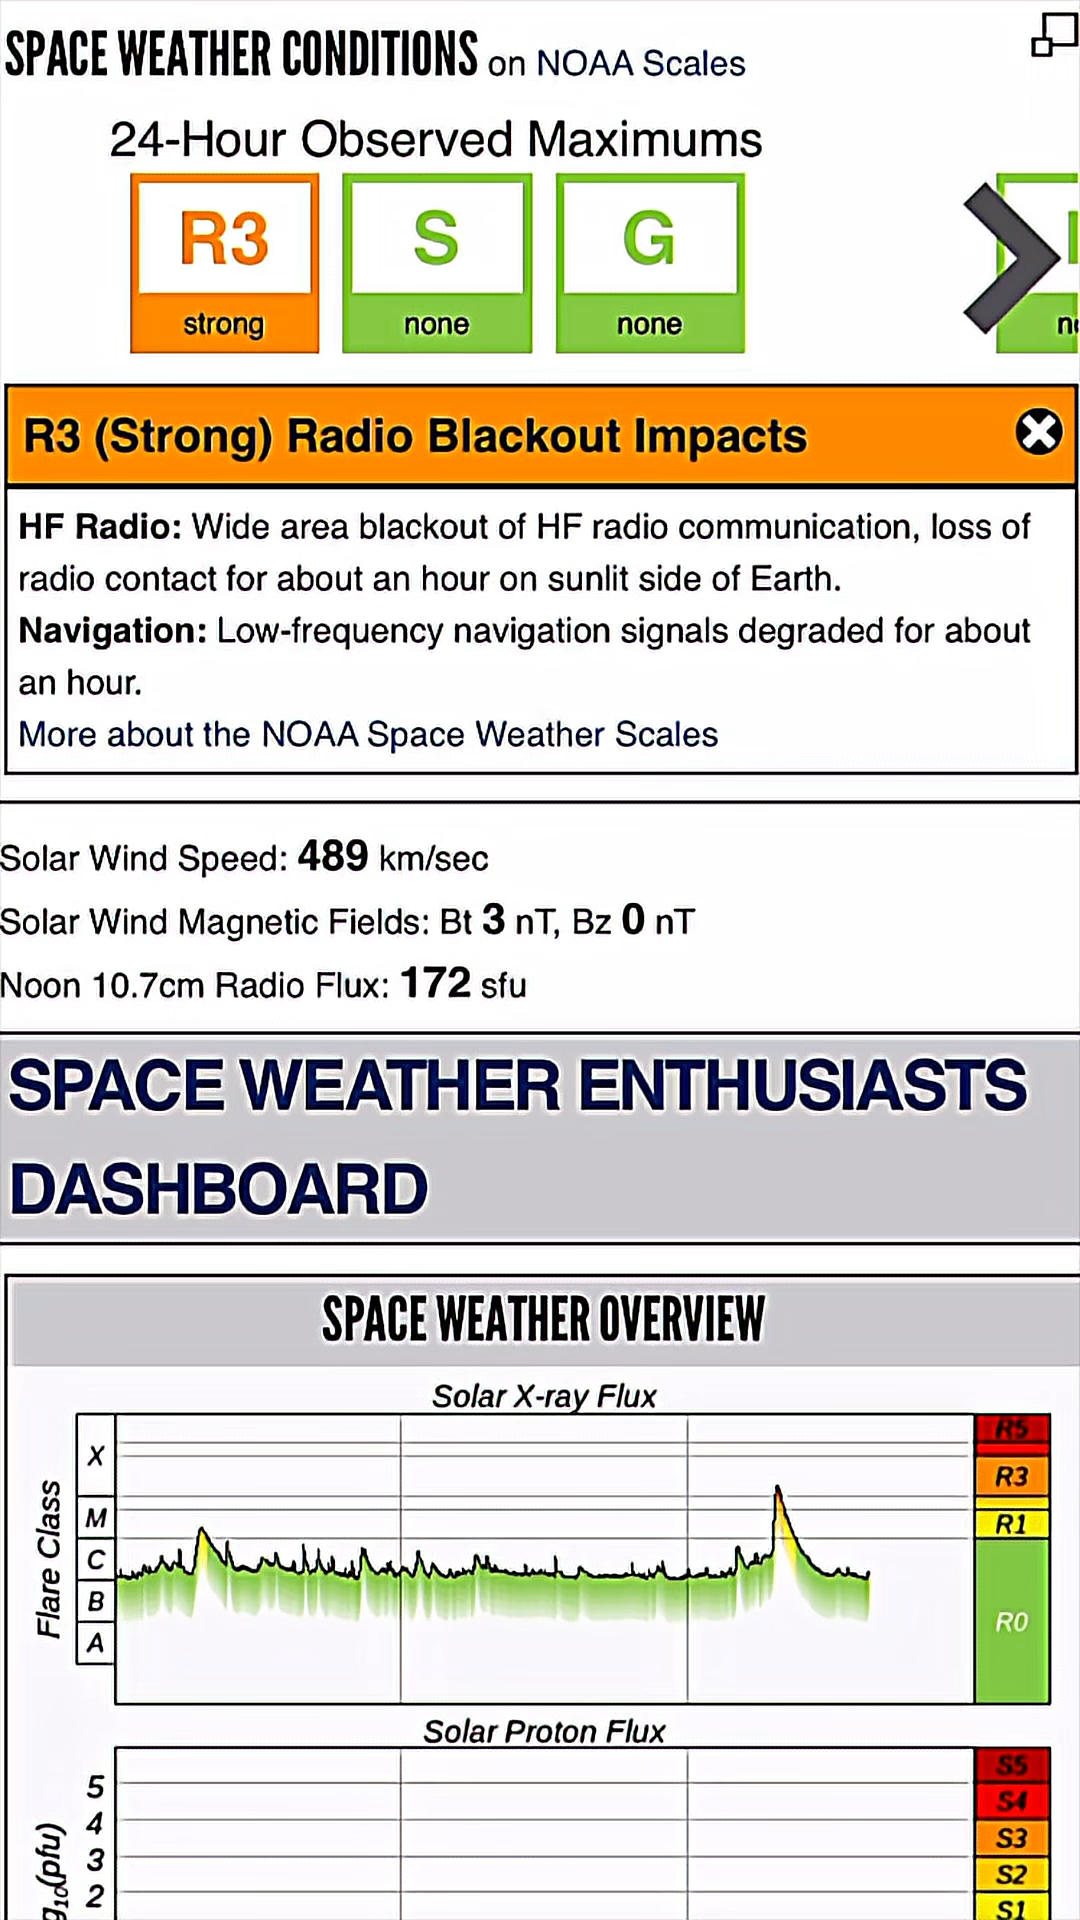 SPACE WEATHER CONDITIONS on NOAA Scales
24-Hour Observed Maximums
R3 S G
strong none none
R3 (Strong) Radio Blackout Impacts
HF Radio: Wide area blackout of HF radio communication, loss of
radio contact for about an hour on sunlit side of Earth.
Navigation: Low-frequency navigation signals degraded for about
an hour.
More about the NOAA Space Weather Scales
Solar Wind Speed: 489 km/sec
Solar Wind Magnetic Fields: Bt 3 nT, Bz 0 nT
Noon 10.7cm Radio Flux: 172 sfu
SPACE WEATHER ENTHUSIASTS
DASHBOARD
SPACE WEATHER OVERVIEW
Solar X-ray Flux
Flare Class
X
M
C
B
A
R5
R3
R1
R0
Solar Proton Flux
5
4
3
2
S5
S4
S3
S2
S1